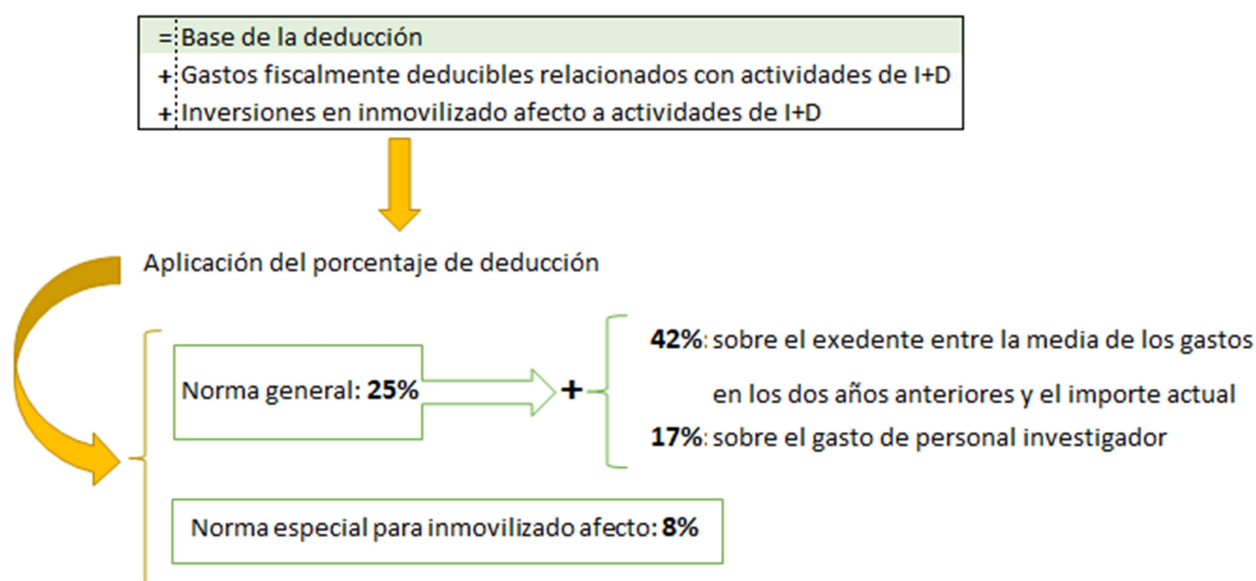 = Base de la deducción
+ Gastos fiscalmente deducibles relacionados con actividades de I+D
+ Inversiones en inmovilizado afecto a actividades de I+D
Aplicación del porcentaje de deducción
Norma general: 25%
+
42%: sobre el exedente entre la media de los gastos
en los dos años anteriores y el importe actual
17%: sobre el gasto de personal investigador
Norma especial para inmovilizado afecto: 8%